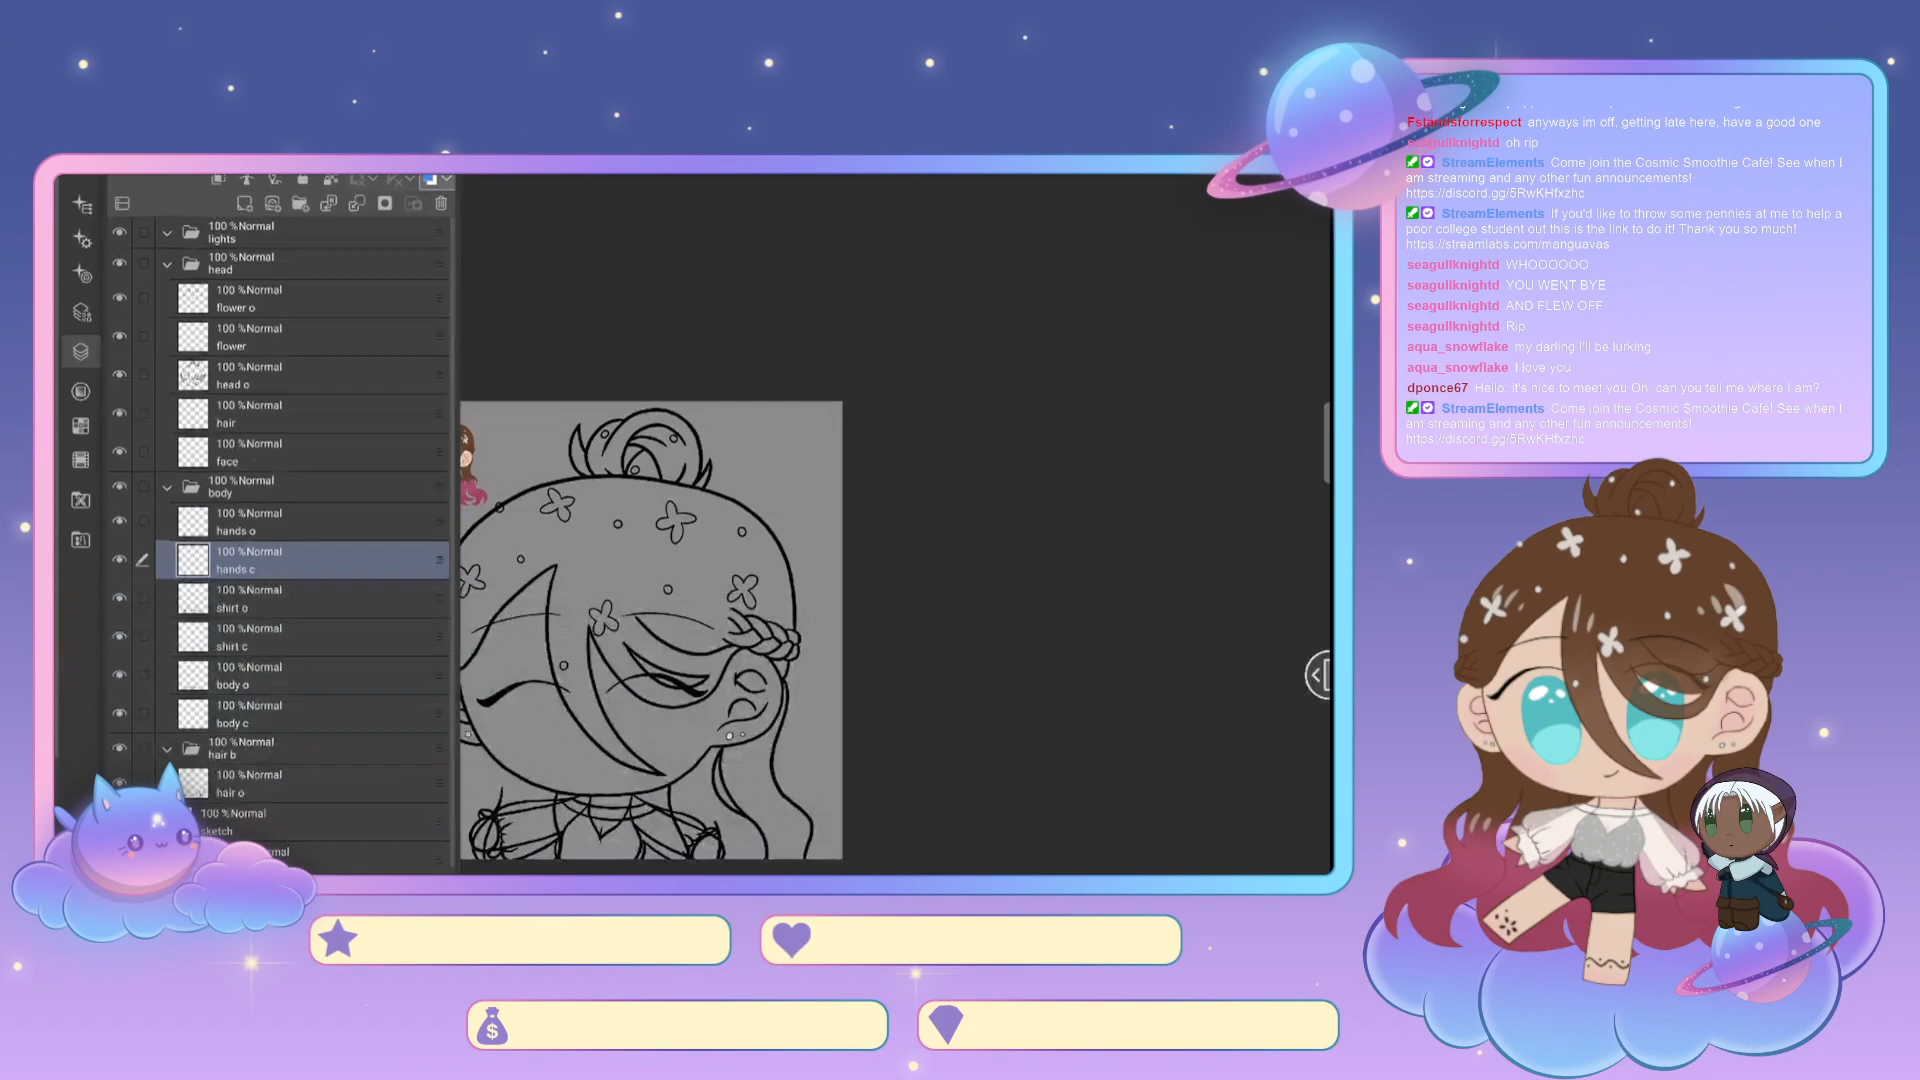 100 %Normal
lights
100 %Normal
head
100 %Normal
flower o
100 %Normal
flower
100 %Normal
head o
100 %Normal
hair
100 %Normal
face
100 %Normal
body
100 %Normal
hands o
100 %Normal
hands c
100 %Normal
shirt o
100 %Normal
shirt c
100 %Normal
body o
100 %Normal
body c
100 %Normal
hair b
100 %Normal
hair o
100 %Normal
sketch
Fstandsforrespect anyways im off, getting late here, have a good one
seagullknightd oh rip
StreamElements Come join the Cosmic Smoothie Café! See when I
am streaming and any other fun announcements!
https://discord.gg/5RwKHfxzhc
StreamElements If you'd like to throw some pennies at me to help a
poor college student out this is the link to do it! Thank you so much!
https://streamlabs.com/manguavas
seagullknightd WHOOOOOO
seagullknightd YOU WENT BYE
seagullknightd AND FLEW OFF
seagullknightd Rip
aqua_snowflake my darling I'll be lurking
aqua_snowflake I love you
dponce67 Hello, it's nice to meet you Oh, can you tell me where I am?
StreamElements Come join the Cosmic Smoothie Café! See when I
am streaming and any other fun announcements!
https://discord.gg/5RwKHfxzhc